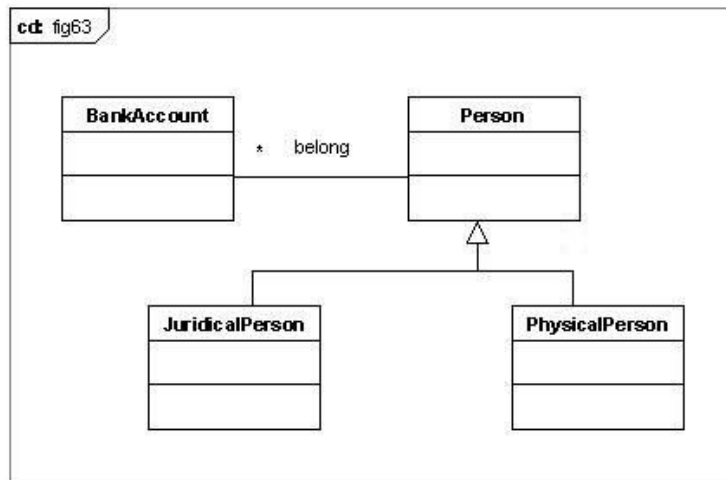 cd: fig63
BankAccount
Person
* belong
JuridicalPerson
PhysicalPerson